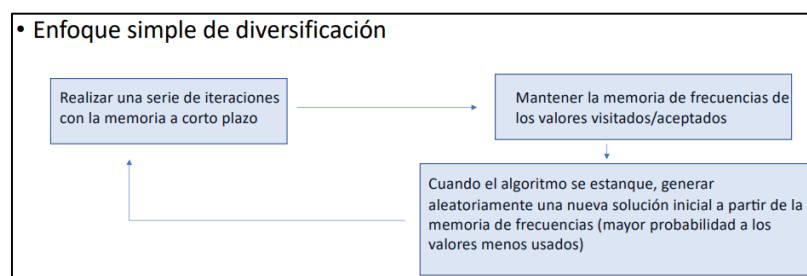 • Enfoque simple de diversificación
Realizar una serie de iteraciones
con la memoria a corto plazo
Mantener la memoria de frecuencias de
los valores visitados/aceptados
Cuando el algoritmo se estanque, generar
aleatoriamente una nueva solución inicial a partir de la
memoria de frecuencias (mayor probabilidad a los
valores menos usados)